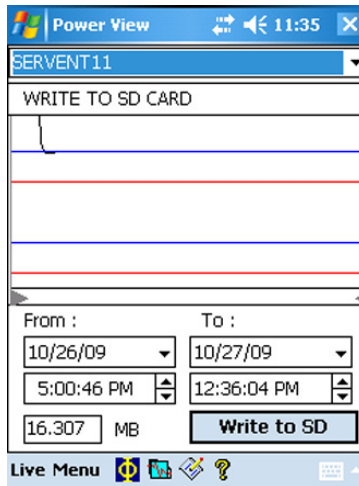 Power View 11:35
SERVENT11
WRITE TO SD CARD
From : To :
10/26/09 10/27/09
5:00:46 PM 12:36:04 PM
16.307 MB Write to SD
Live Menu